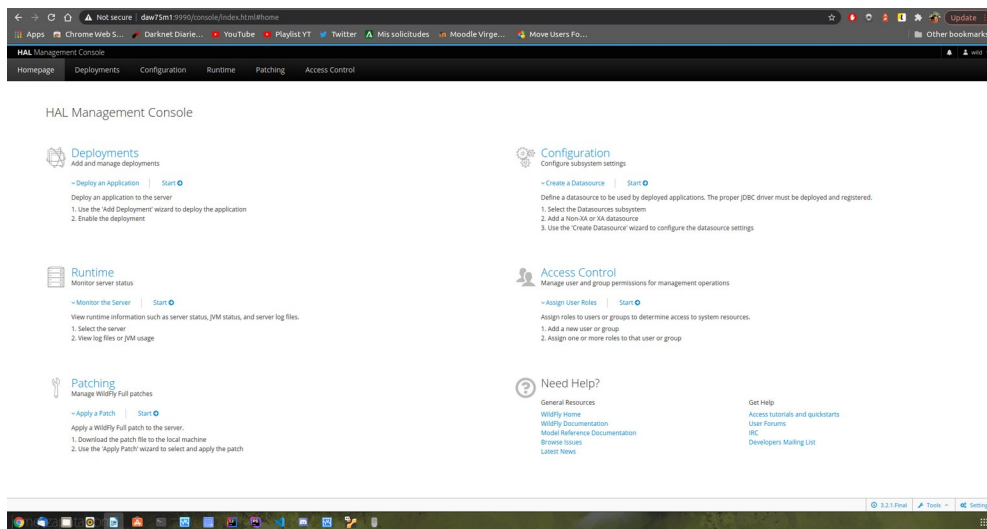 Not secure | daw75m1:9990/console/index.html#home
Update
Apps Chrome Web S... Darknet Diarie... YouTube Playlist YT Twitter Mis solicitudes Moodle Virge... Move Users Fo... Other bookmarks
HAL Management Console wild
Homepage Deployments Configuration Runtime Patching Access Control
HAL Management Console
Deployments
Add and manage deployments
Deploy an Application | Start
Deploy an application to the server
1. Use the 'Add Deployment' wizard to deploy the application
2. Enable the deployment
Configuration
Configure subsystem settings
Create a Datasource | Start
Define a datasource to be used by deployed applications. The proper JDBC driver must be deployed and registered.
1. Select the Datasources subsystem
2. Add a Non-XA or XA datasource
3. Use the 'Create Datasource' wizard to configure the datasource settings
Runtime
Monitor server status
Monitor the Server | Start
View runtime information such as server status, JVM status, and server log files.
1. Select the server
2. View log files or JVM usage
Access Control
Manage user and group permissions for management operations
Assign User Roles | Start
Assign roles to users or groups to determine access to system resources.
1. Add a new user or group
2. Assign one or more roles to that user or group
Patching
Manage WildFly Full patches
Apply a Patch | Start
Apply a WildFly Full patch to the server.
1. Download the patch file to the local machine
2. Use the 'Apply Patch' wizard to select and apply the patch
Need Help?
General Resources
WildFly Home
WildFly Documentation
Model Reference Documentation
Browse Issues
Latest News
Get Help
Access tutorials and quickstarts
User Forums
IRC
Developers Mailing List
3.2.1.Final Tools Setting